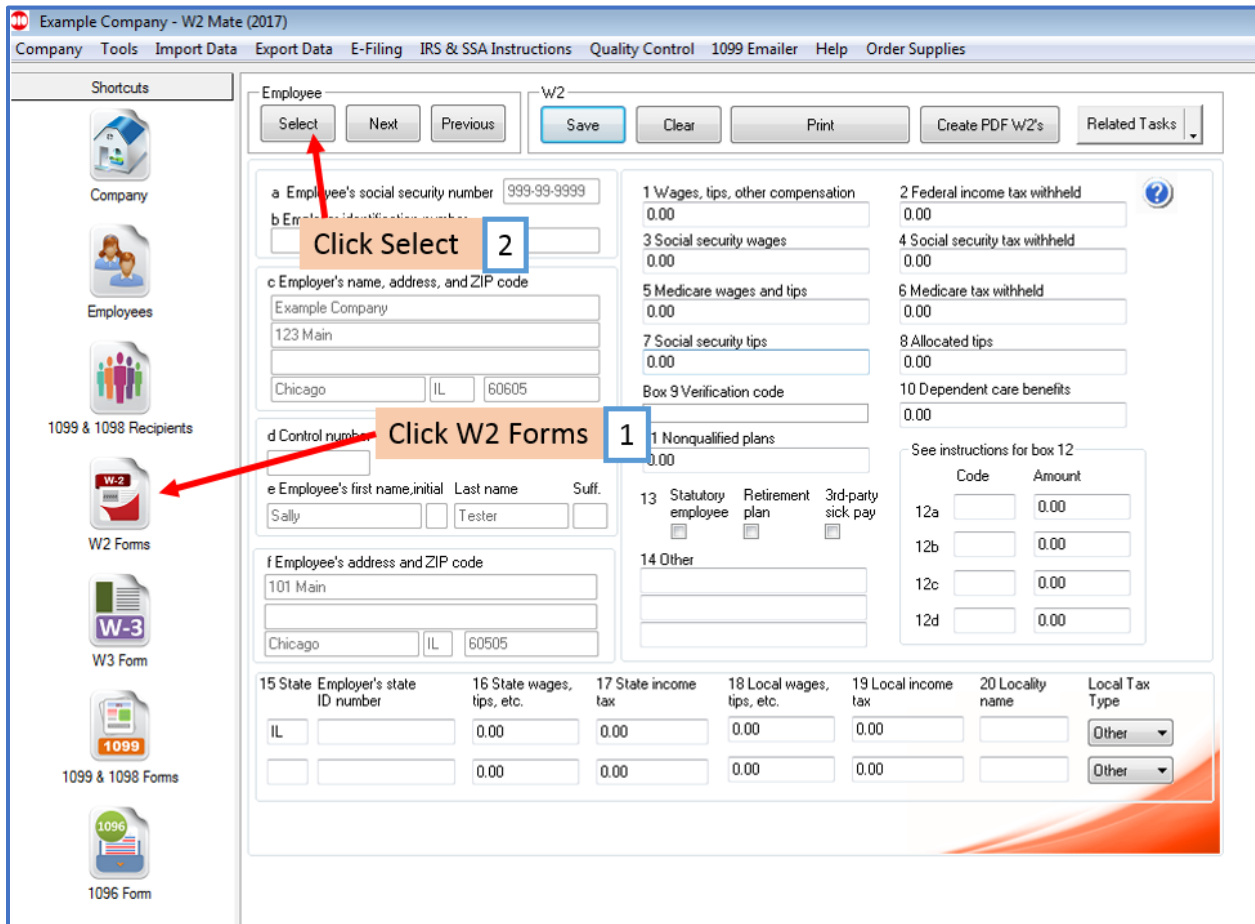 Example Company - W2 Mate (2017)
Company Tools Import Data Export Data E-Filing IRS & SSA Instructions Quality Control 1099 Emailer Help Order Supplies
Shortcuts
Company
Employees
1099 & 1098 Recipients
W-2
W2 Forms
W-3
W3 Form
1099
1099 & 1098 Forms
1096
1096 Form
Employee
Select Next Previous
W2
Save Clear Print Create PDF W2's Related Tasks
a Employee's social security number 999-99-9999
b
Click Select 2
c Employer's name, address, and ZIP code
Example Company
123 Main
Chicago IL 60605
d Control number
Click W2 Forms 1
e Employee's first name,initial Last name Suff.
Sally Tester
f Employee's address and ZIP code
101 Main
Chicago IL 60505
1 Wages, tips, other compensation 2 Federal income tax withheld
0.00 0.00
3 Social security wages 4 Social security tax withheld
0.00 0.00
5 Medicare wages and tips 6 Medicare tax withheld
0.00 0.00
7 Social security tips 8 Allocated tips
0.00 0.00
Box 9 Verification code 10 Dependent care benefits
0.00
1 Nonqualified plans
0.00
13 Statutory employee Retirement plan 3rd-party sick pay
14 Other
See instructions for box 12
Code Amount
12a 0.00
12b 0.00
12c 0.00
12d 0.00
15 State Employer's state ID number 16 State wages, tips, etc. 17 State income tax 18 Local wages, tips, etc. 19 Local income tax 20 Locality name Local Tax Type
IL 0.00 0.00 0.00 0.00 Other
0.00 0.00 0.00 0.00 Other